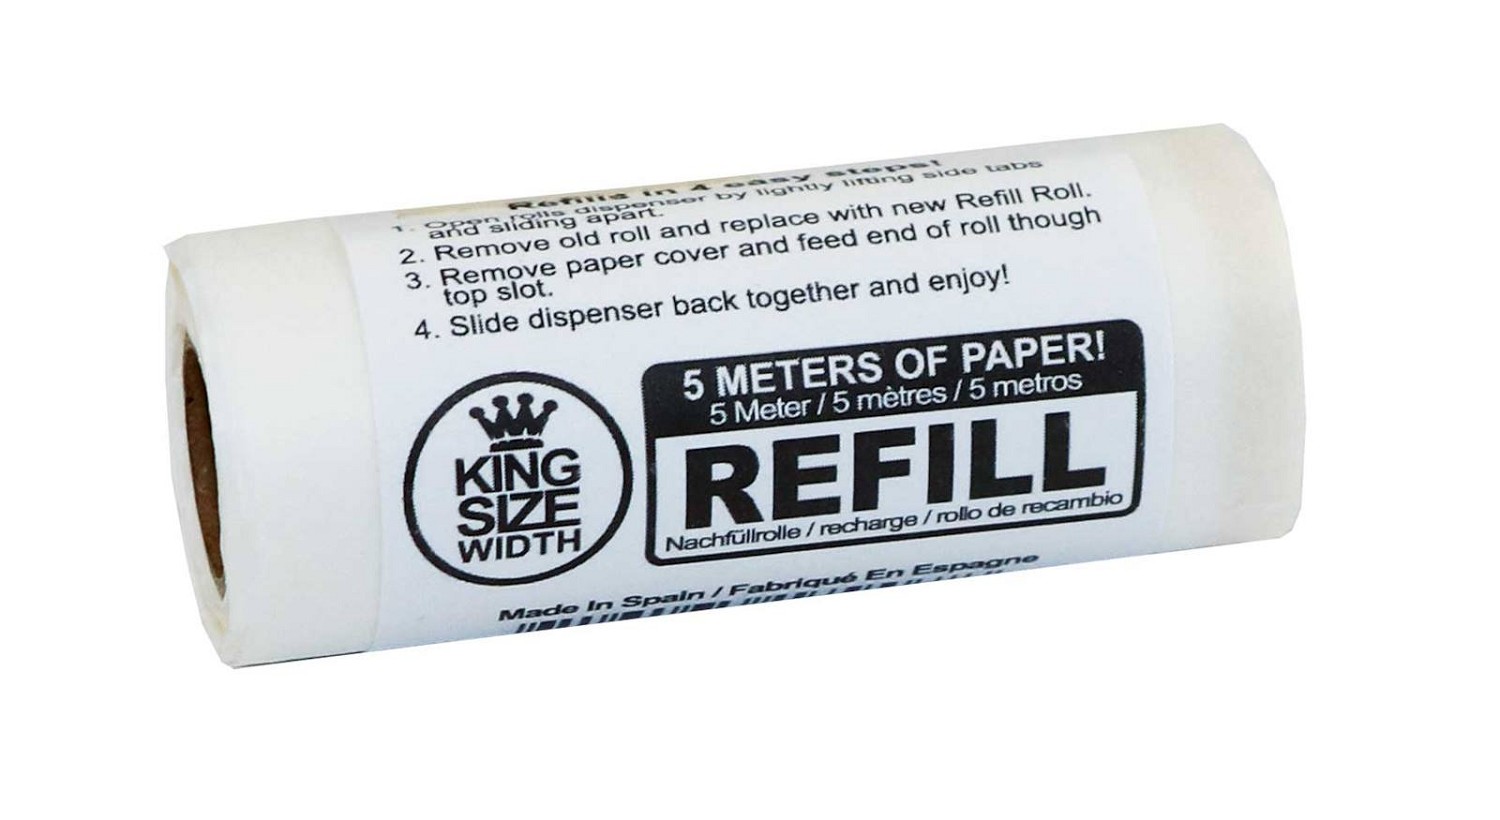 Refills in 4 easy steps!
1. Open rolls dispenser by lightly lifting side tabs
and sliding apart.
2. Remove old roll and replace with new Refill Roll.
3. Remove paper cover and feed end of roll though
top slot.
4. Slide dispenser back together and enjoy!
KING
SIZE
WIDTH
5 METERS OF PAPER!
5 Meter / 5 mètres / 5 metros
REFILL
Nachfüllrolle / recharge / rollo de recambio
Made In Spain / Fabriqué En Espagne